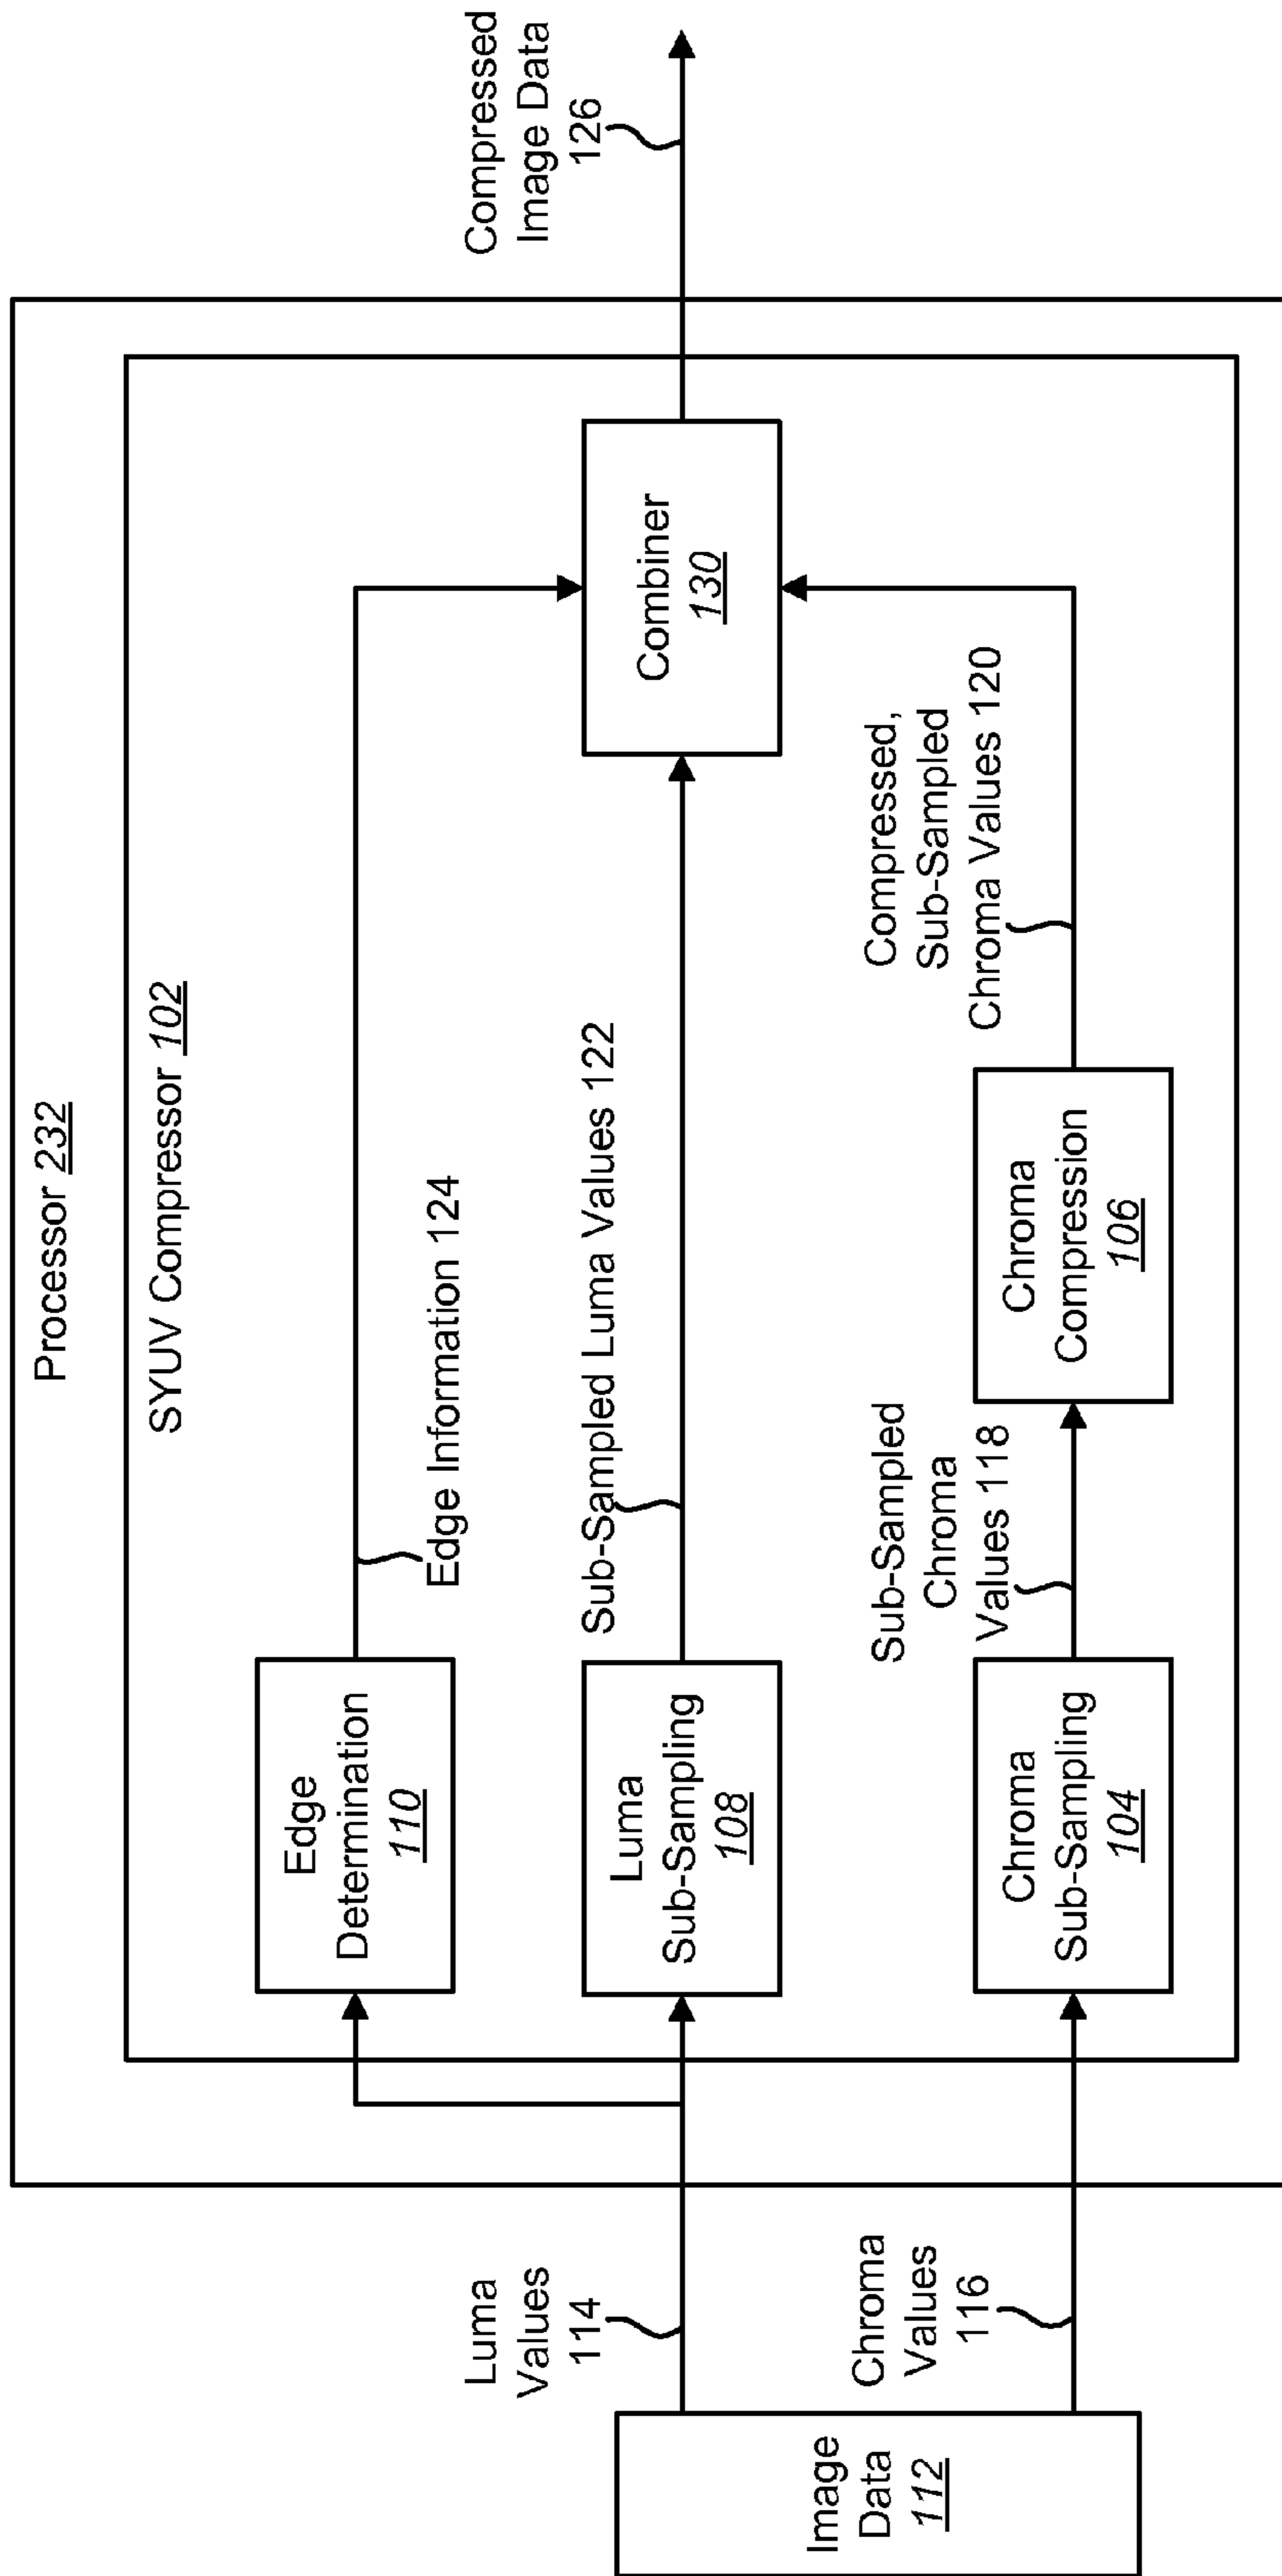 Processor 232
SYUV Compressor 102
Image
Data
112
Luma
Values
114
Chroma
Values
116
Edge
Determination
110
Edge Information 124
Luma
Sub-Sampling
108
Sub-Sampled Luma Values 122
Chroma
Sub-Sampling
104
Sub-Sampled
Chroma
Values 118
Chroma
Compression
106
Compressed,
Sub-Sampled
Chroma Values 120
Combiner
130
Compressed
Image Data
126